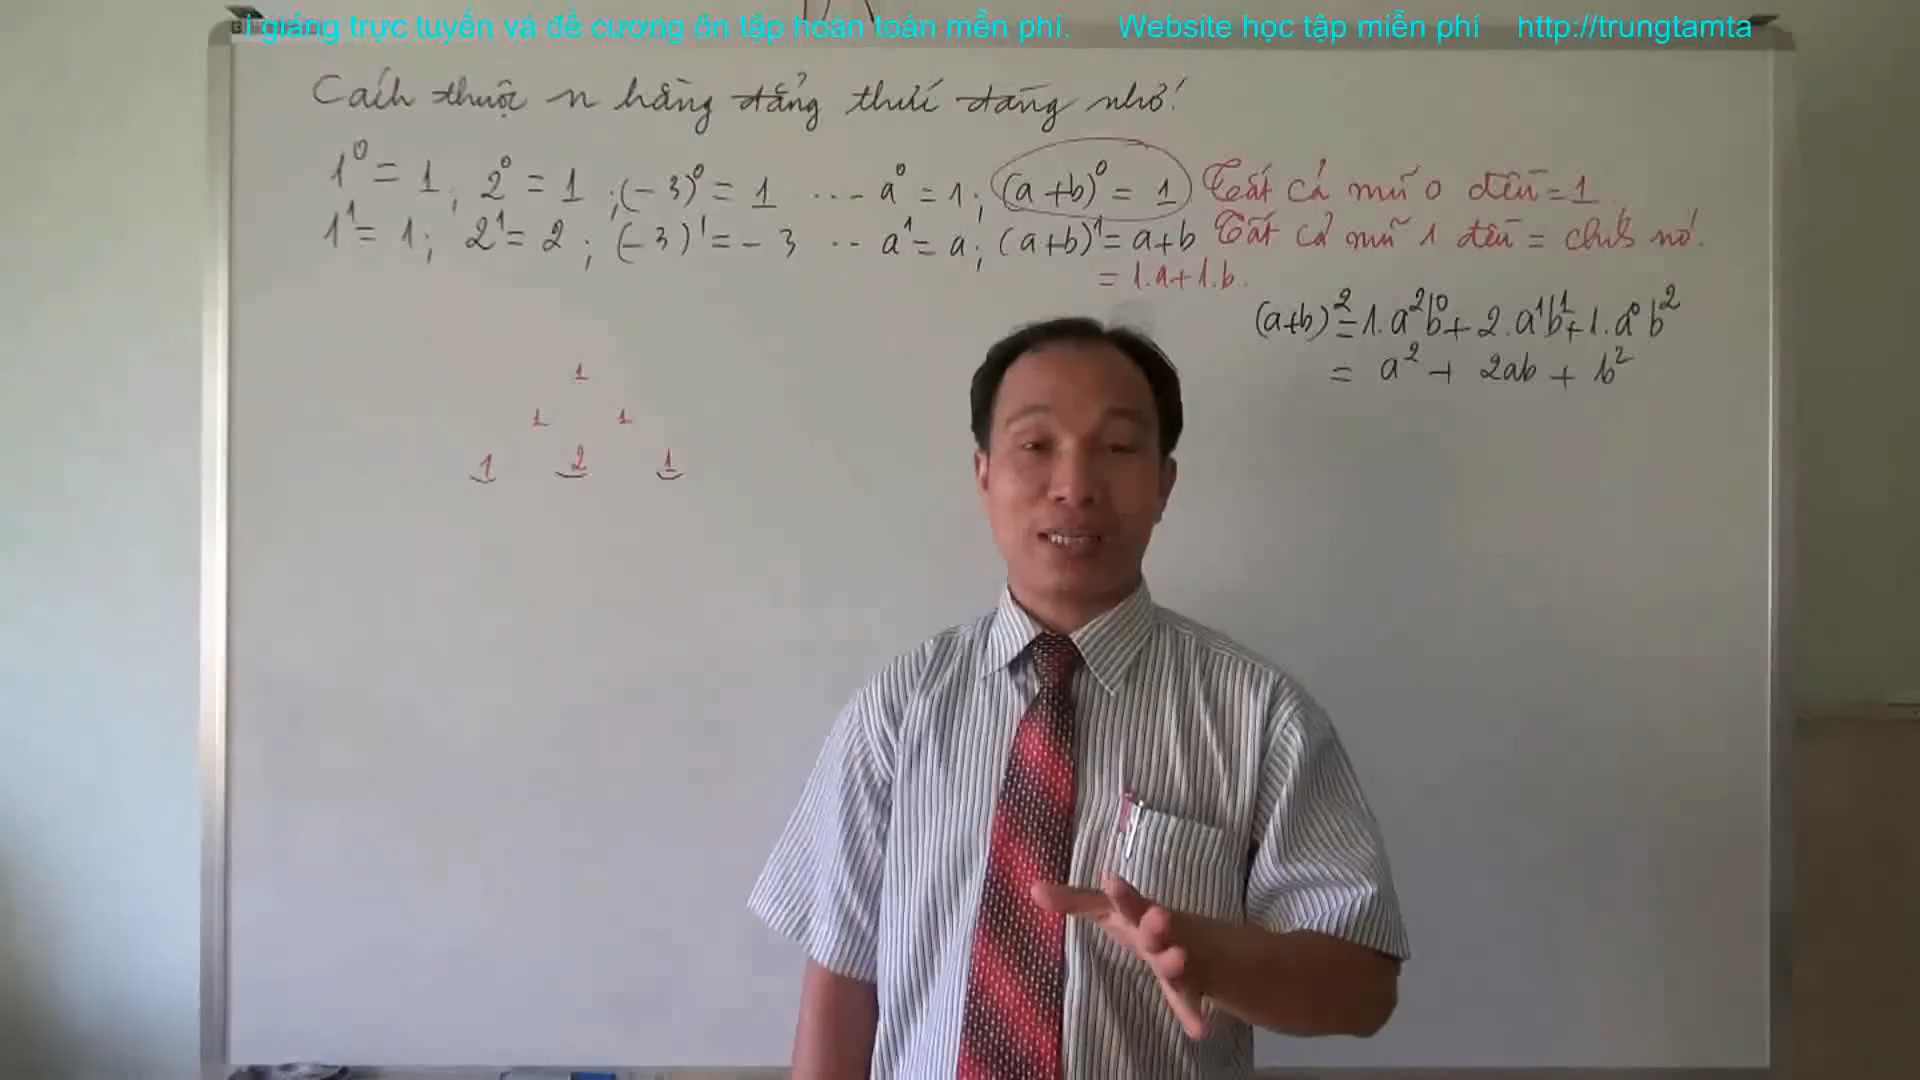 i giảng trực tuyến và đề cương ôn tập hoàn toàn mễn phí. Website học tập miễn phí http://trungtamta
Cách thuộc n hằng đẳng thức đáng nhớ!
1⁰ = 1; 2⁰ = 1; (-3)⁰ = 1 ... a⁰ = 1; (a+b)⁰ = 1 Tất cả mũ 0 đều = 1
1¹ = 1; 2¹ = 2; (-3)¹ = -3 ... a¹ = a; (a+b)¹ = a+b Tất cả mũ 1 đều = chính nó.
= 1.a+1.b.
(a+b)² = 1.a²b⁰ + 2.a¹b¹ + 1.a⁰b²
= a² + 2ab + b²
1
1 1
1 2 1